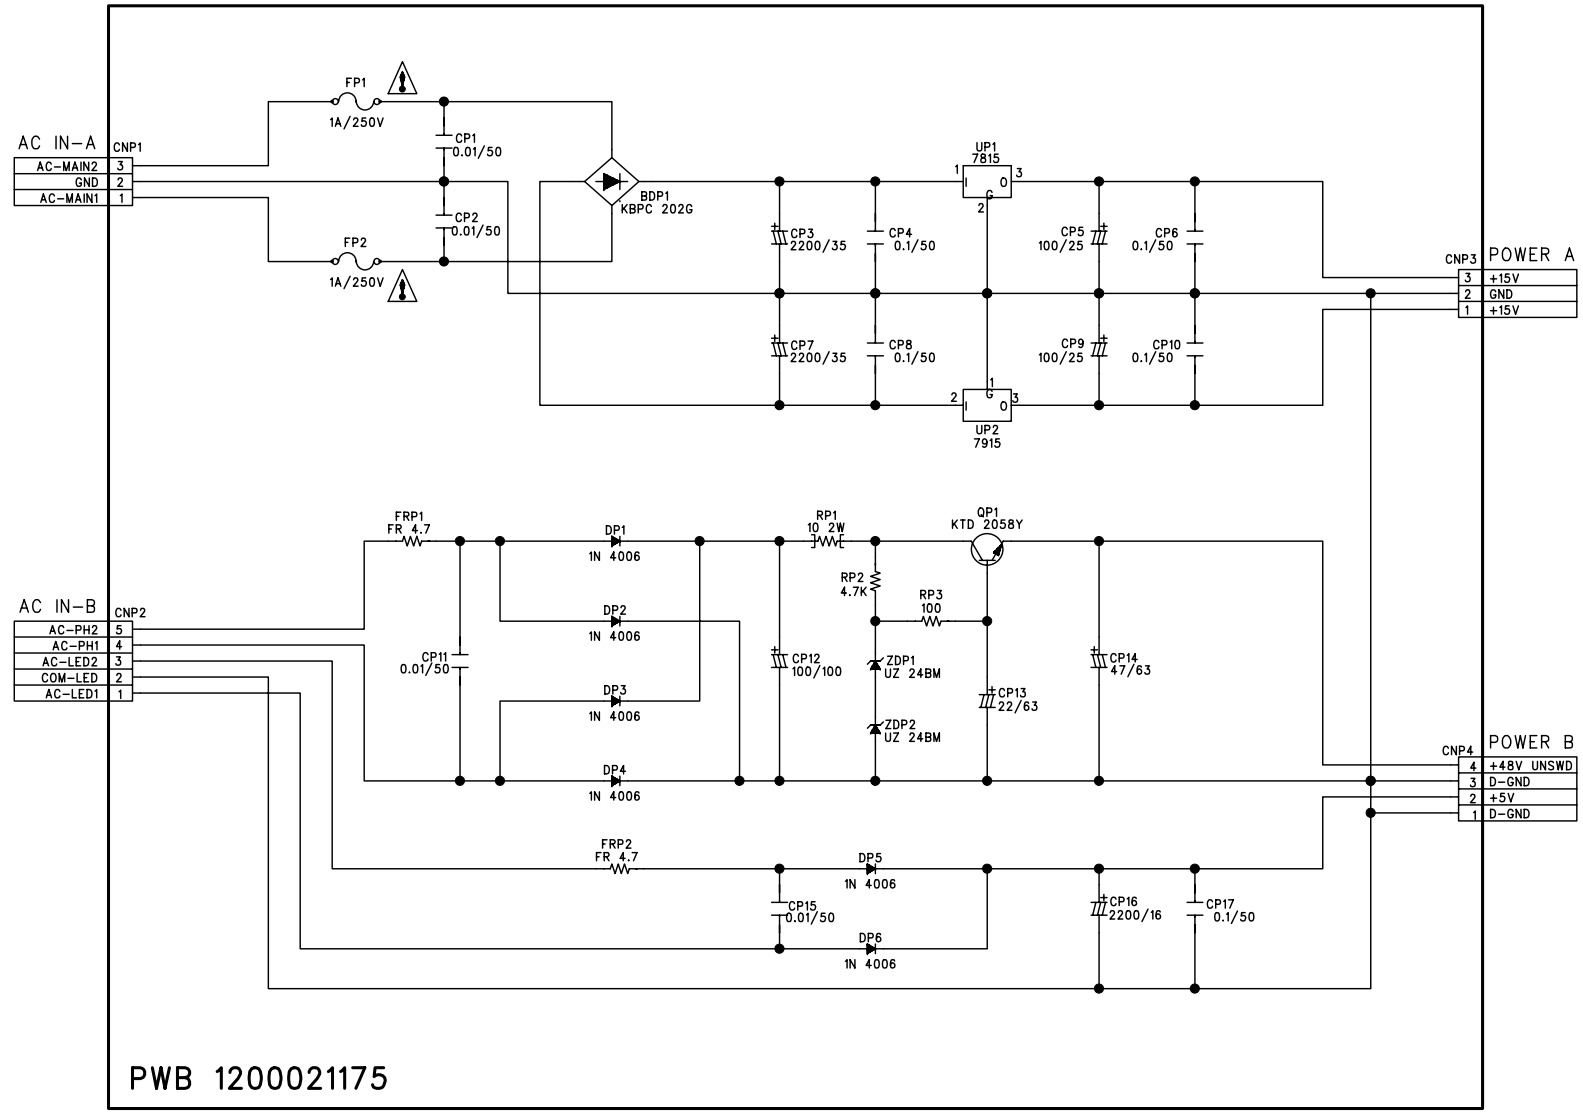 FP1
1A/250V
AC IN-A
CNP1
AC-MAIN2 3
GND 2
AC-MAIN1 1
CP1
0.01/50
CP2
0.01/50
FP2
1A/250V
BDP1
KBPC 202G
UP1
7815
1 I O 3
G
2
CP3
2200/35
CP4
0.1/50
CP5
100/25
CP6
0.1/50
CP7
2200/35
CP8
0.1/50
CP9
100/25
CP10
0.1/50
1
G
2 I O 3
UP2
7915
CNP3
POWER A
3 +15V
2 GND
1 +15V
FRP1
FR 4.7
DP1
1N 4006
RP1
10 2W
QP1
KTD 2058Y
RP2
4.7K
RP3
100
AC IN-B
CNP2
AC-PH2 5
AC-PH1 4
AC-LED2 3
COM-LED 2
AC-LED1 1
DP2
1N 4006
CP11
0.01/50
CP12
100/100
ZDP1
UZ 24BM
CP14
47/63
DP3
1N 4006
CP13
22/63
ZDP2
UZ 24BM
DP4
1N 4006
CNP4
POWER B
4 +48V UNSWD
3 D-GND
2 +5V
1 D-GND
FRP2
FR 4.7
DP5
1N 4006
CP15
0.01/50
CP16
2200/16
CP17
0.1/50
DP6
1N 4006
PWB 1200021175